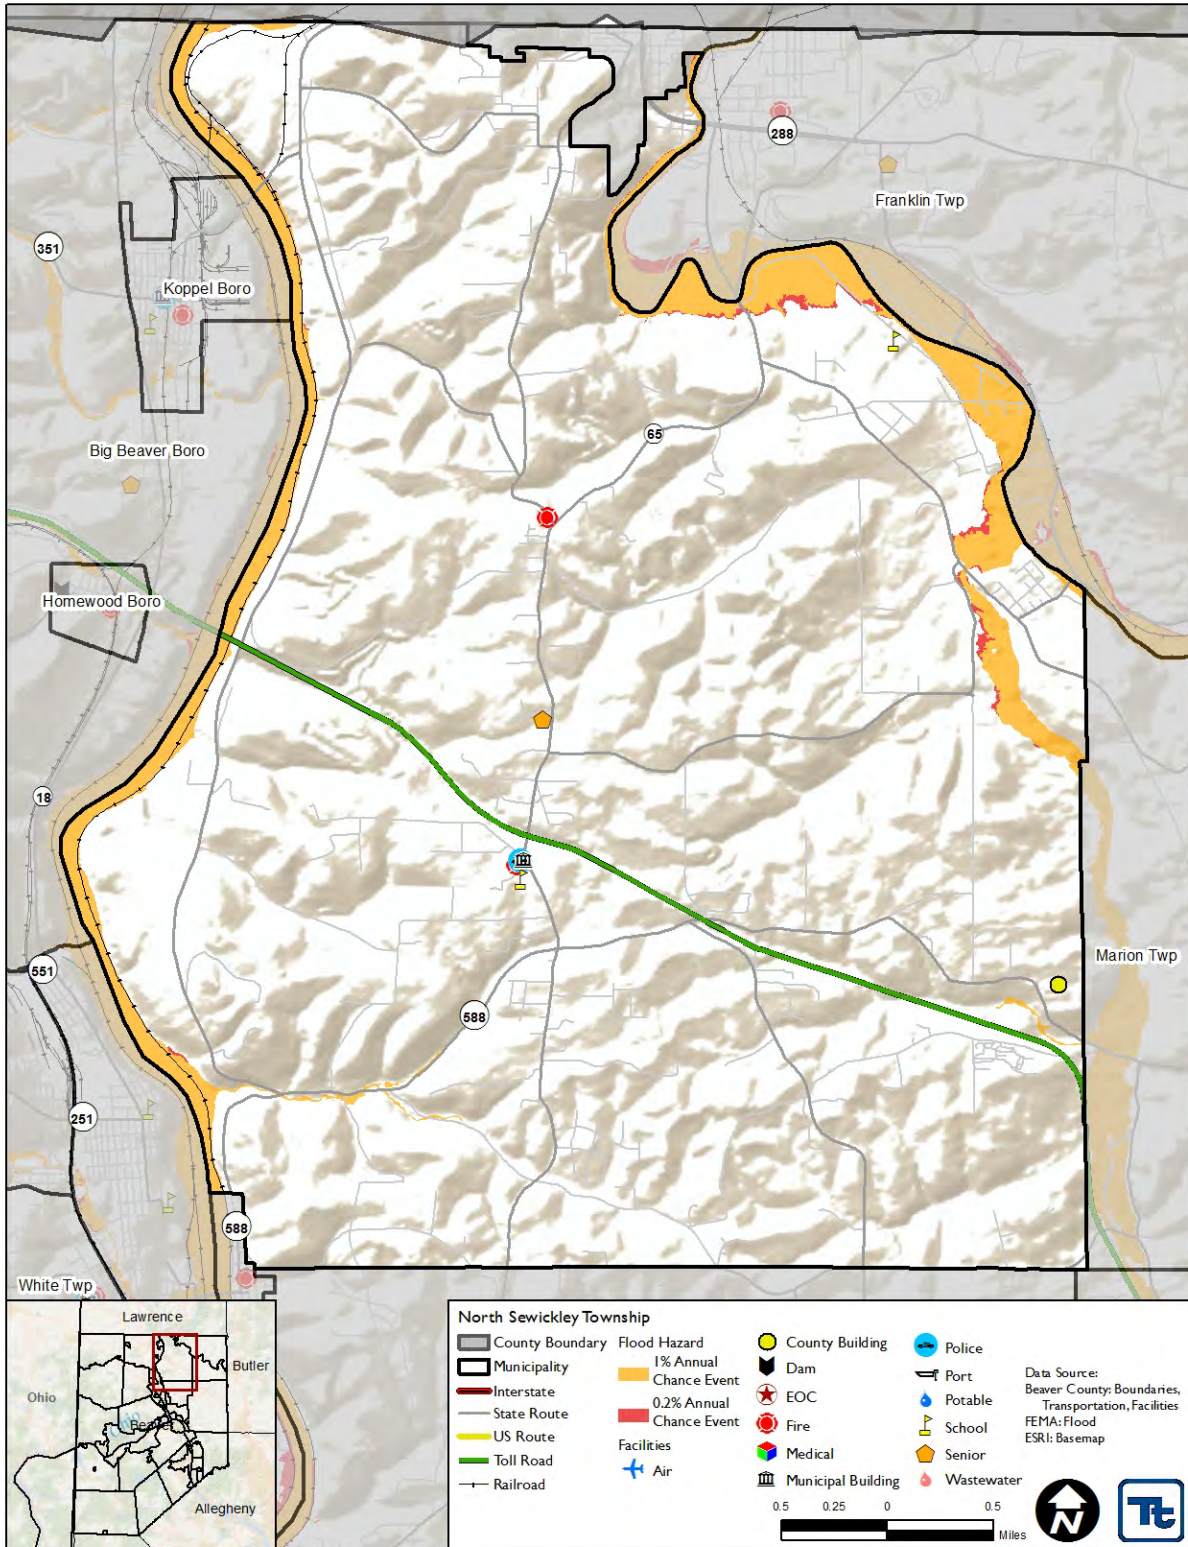 288
Franklin Twp
351
Koppel Boro
65
Big Beaver Boro
Homewood Boro
18
Marion Twp
551
588
251
588
White Twp
Lawrence
Butler
Ohio
Ohio
Beaver
Allegheny
North Sewickley Township
County Boundary
Municipality
Interstate
State Route
US Route
Toll Road
Railroad
Flood Hazard
1% Annual
Chance Event
0.2% Annual
Chance Event
Facilities
Air
County Building
Dam
EOC
Fire
Medical
Municipal Building
Police
Port
Potable
School
Senior
Wastewater
Data Source:
Beaver County: Boundaries,
Transportation, Facilities
FEMA: Flood
ESRI: Basemap
0.5 0.25 0 0.5
Miles
N
Tt